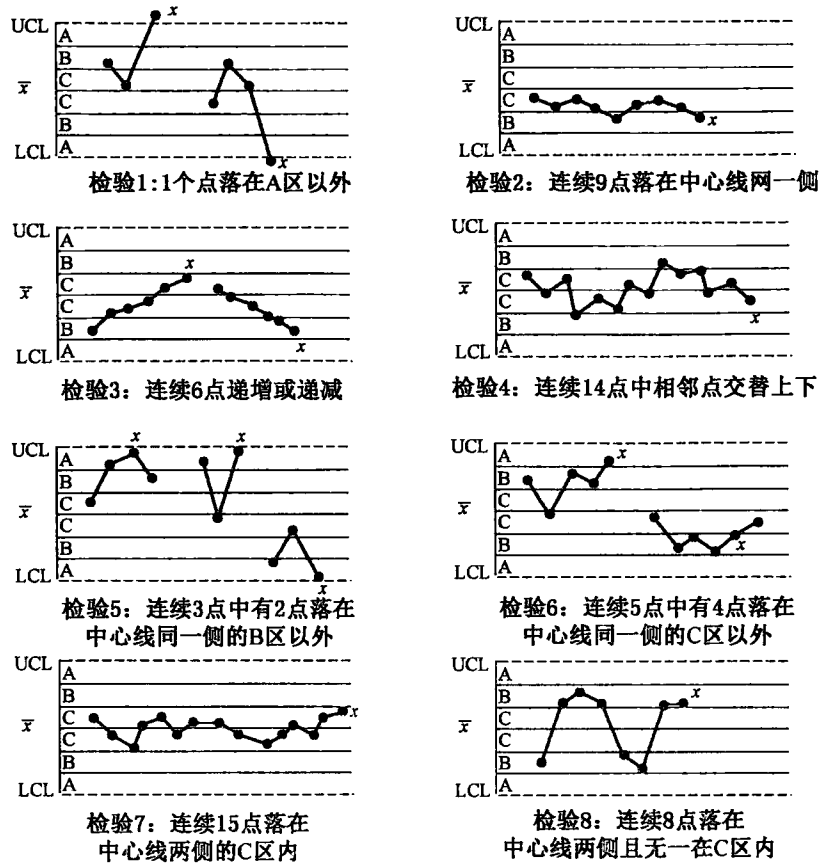 UCL
x
A
B
C
x̄
C
B
A
LCL
x
检验1:1个点落在A区以外
UCL
A
B
C
x̄
C
B
x
A
LCL
检验2：连续9点落在中心线网一侧
UCL
A
B
x
C
x̄
C
B
x
A
LCL
检验3：连续6点递增或递减
UCL
A
B
C
x̄
C
B
x
A
LCL
检验4：连续14点中相邻点交替上下
UCL
x
x
A
B
C
x̄
C
B
A
LCL
x
检验5：连续3点中有2点落在
中心线同一侧的B区以外
UCL
x
A
B
C
x̄
C
B
x
A
LCL
检验6：连续5点中有4点落在
中心线同一侧的C区以外
UCL
A
B
C
x
x̄
C
B
A
LCL
检验7：连续15点落在
中心线两侧的C区内
UCL
A
x
B
C
x̄
C
B
A
LCL
检验8：连续8点落在
中心线两侧且无一在C区内